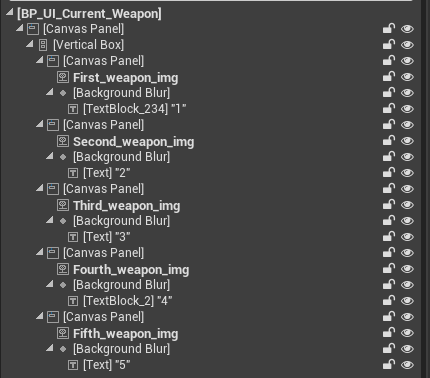 [BP_UI_Current_Weapon]
[Canvas Panel]
[Vertical Box]
[Canvas Panel]
First_weapon_img
[Background Blur]
[TextBlock_234] "1"
[Canvas Panel]
Second_weapon_img
[Background Blur]
[Text] "2"
[Canvas Panel]
Third_weapon_img
[Background Blur]
[Text] "3"
[Canvas Panel]
Fourth_weapon_img
[Background Blur]
[TextBlock_2] "4"
[Canvas Panel]
Fifth_weapon_img
[Background Blur]
[Text] "5"